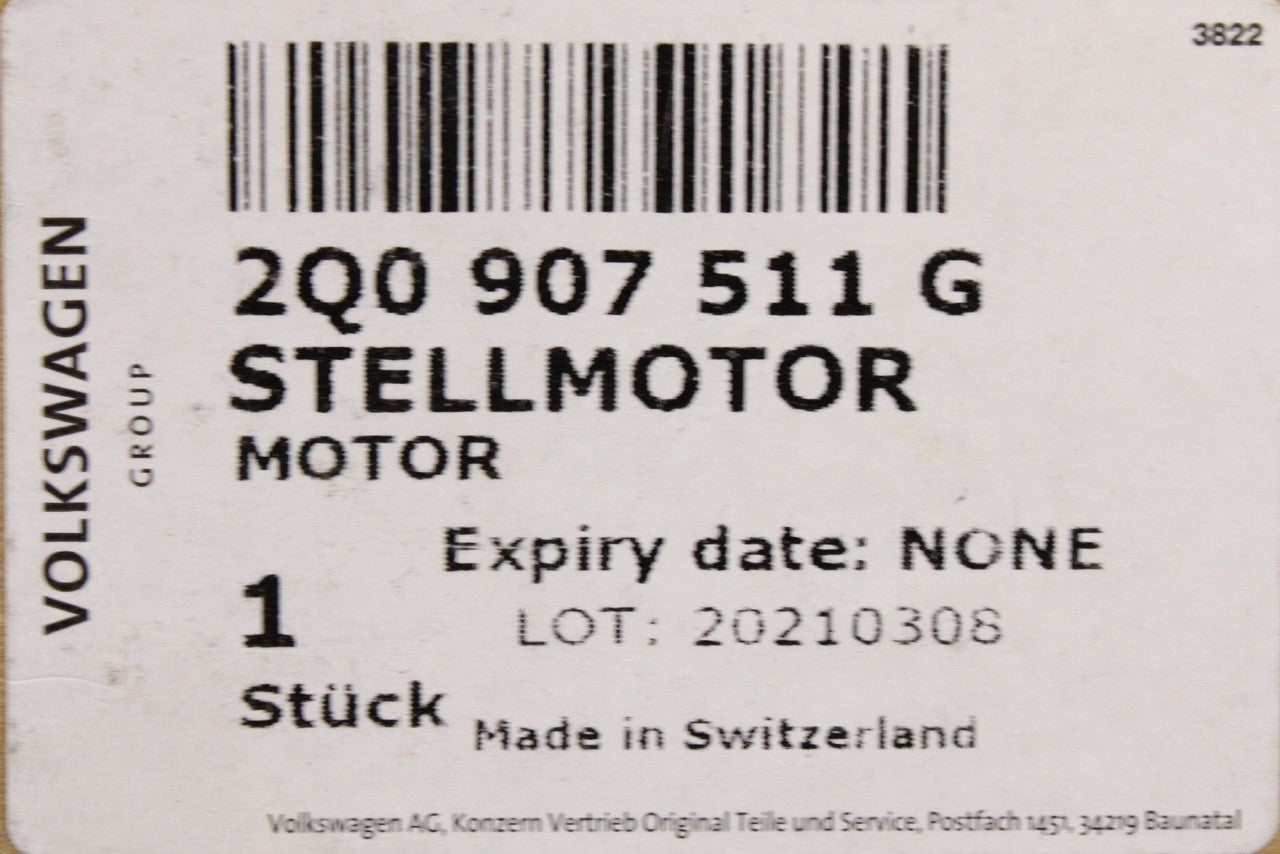 3822
VOLKSWAGEN
GROUP
2Q0 907 511 G
STELLMOTOR
MOTOR
Expiry date: NONE
1
LOT: 20210308
Stück
Made in Switzerland
Volkswagen AG, Konzern Vertrieb Original Teile und Service, Postfach 1451, 34219 Baunatal